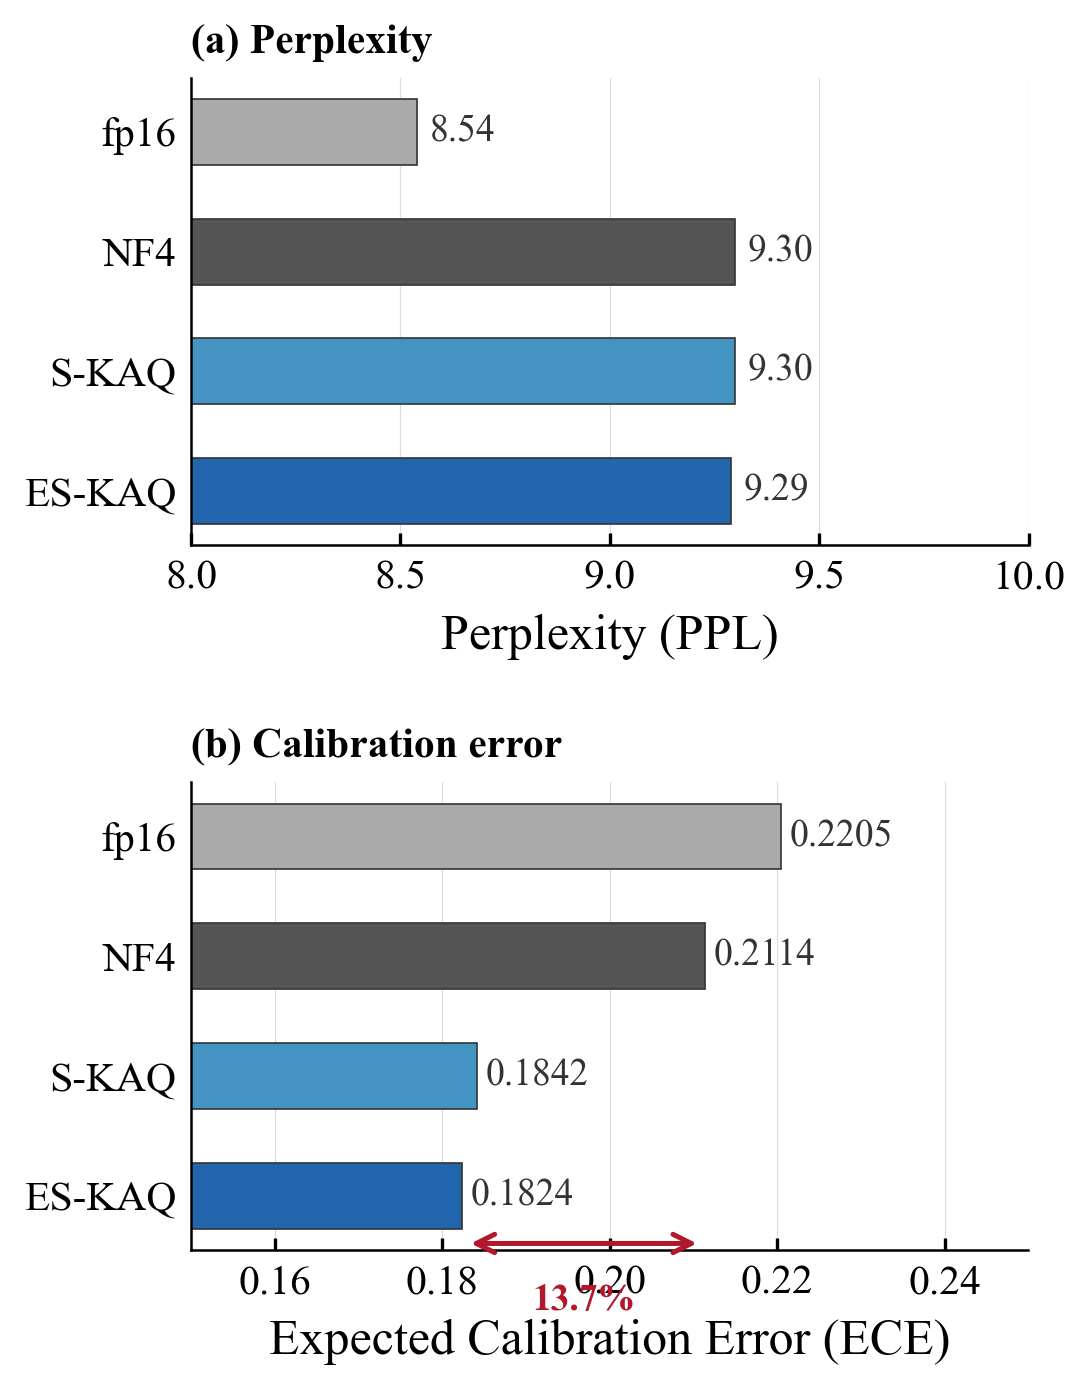 (a) Perplexity
fp16
8.54
NF4
9.30
S-KAQ
9.30
ES-KAQ
9.29
8.0 8.5 9.0 9.5 10.0
Perplexity (PPL)
(b) Calibration error
fp16
0.2205
NF4
0.2114
S-KAQ
0.1842
ES-KAQ
0.1824
0.16 0.18 0.20 0.22 0.24
13.7%
Expected Calibration Error (ECE)